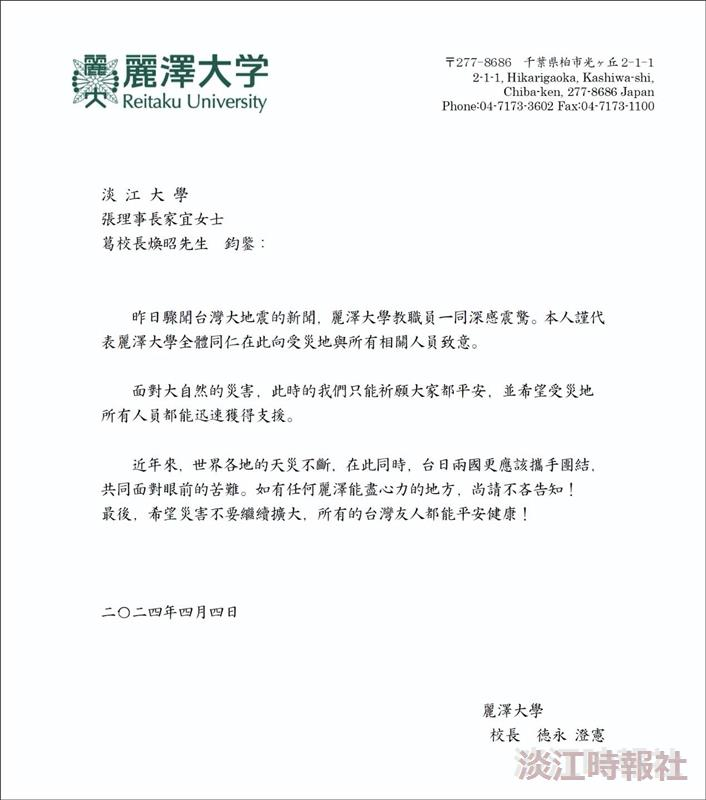 麗大
麗澤大学
Reitaku University
〒277-8686　千葉県柏市光ヶ丘2-1-1
2-1-1, Hikarigaoka, Kashiwa-shi,
Chiba-ken, 277-8686 Japan
Phone:04-7173-3602 Fax:04-7173-1100
淡 江 大 學
張理事長家宜女士
葛校長煥昭先生　鈞鑒：
昨日驟聞台灣大地震的新聞，麗澤大學教職員一同深感震驚。本人謹代
表麗澤大學全體同仁在此向受災地與所有相關人員致意。
面對大自然的災害，此時的我們只能祈願大家都平安，並希望受災地
所有人員都能迅速獲得支援。
近年來，世界各地的天災不斷，在此同時，台日兩國更應該攜手團結，
共同面對眼前的苦難。如有任何麗澤能盡心力的地方，尚請不吝告知！
最後，希望災害不要繼續擴大，所有的台灣友人都能平安健康！
二〇二四年四月四日
麗澤大學
校長　德永 澄憲
淡江時報社